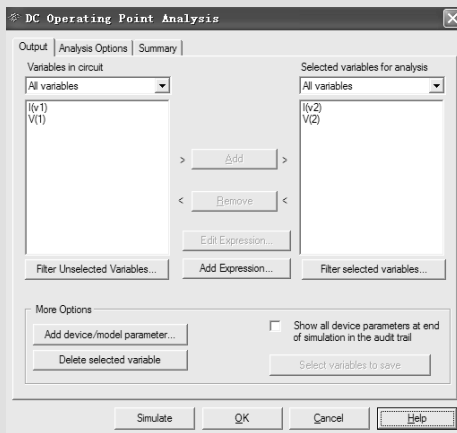 DC Operating Point Analysis
Output Analysis Options Summary
Variables in circuit
Selected variables for analysis
All variables
All variables
I(v1)
V(1)
I(v2)
V(2)
> Add >
< Remove <
Edit Expression...
Add Expression...
Filter Unselected Variables...
Filter selected variables...
More Options
Add device/model parameter...
Delete selected variable
Show all device parameters at end
of simulation in the audit trail
Select variables to save
Simulate OK Cancel Help